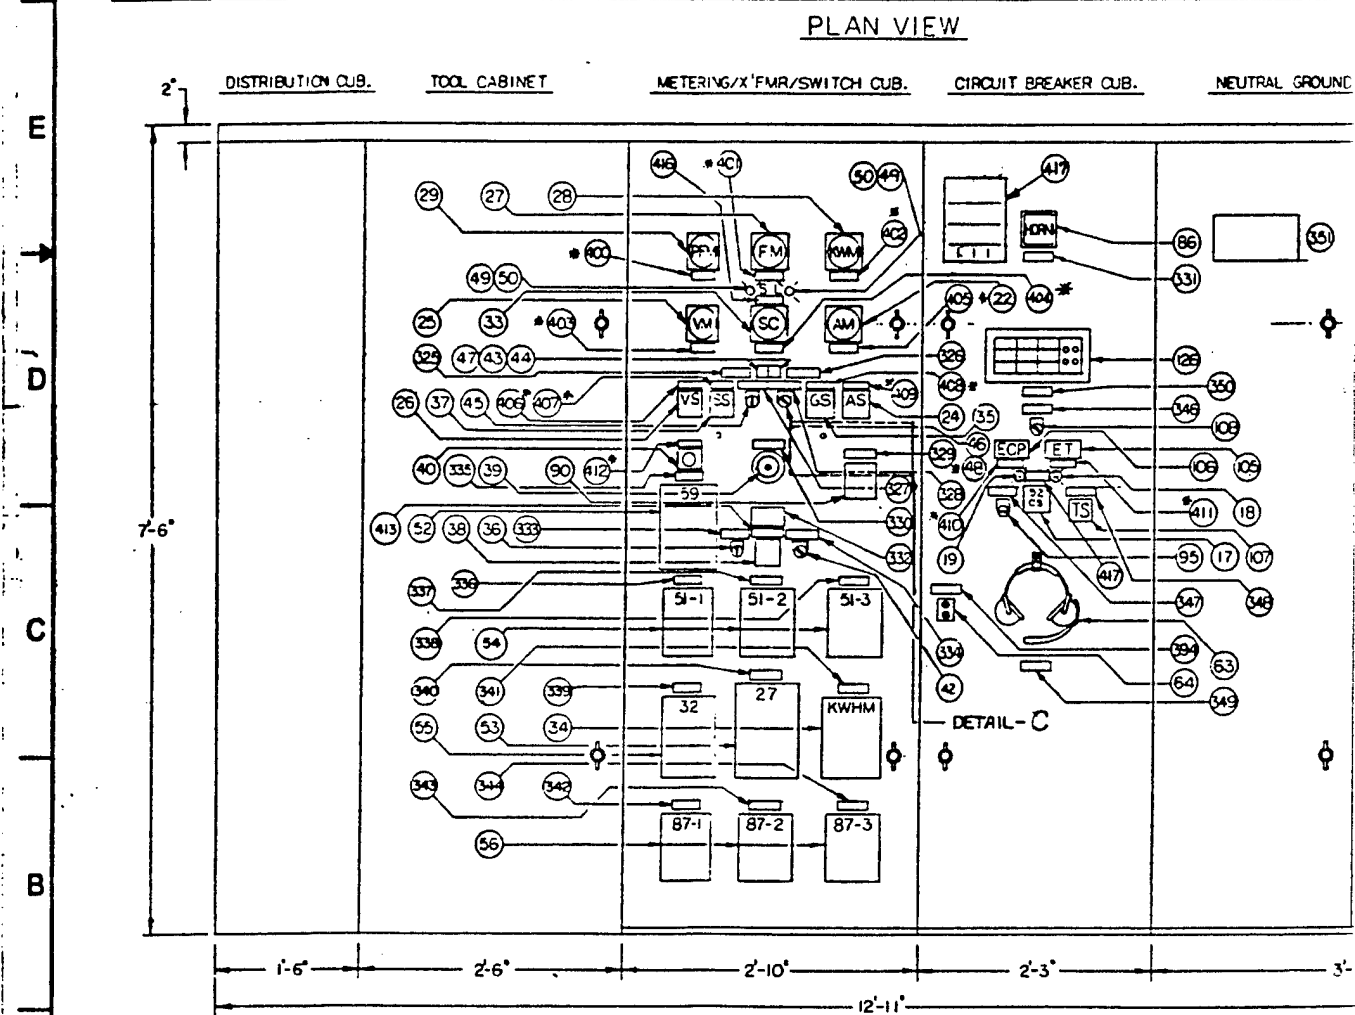 PLAN VIEW
DISTRIBUTION CUB. TOOL CABINET METERING/X'FMR/SWITCH CUB. CIRCUIT BREAKER CUB. NEUTRAL GROUND
2"
E
416 *401 50 49 417
29 27 28 *402
PFM FM KWM HORN 86 351
*400
49 50 S L 331
405 *22 404*
25 33 *403 VM SC AM
325 47 43 44 326 126
D
408* 350
*409
26 37 45 406* 407* VS SS GS AS 24 35 346
46 108
40 335 39 90 412* 329 *48 ECP ET 106 105
59 327 328 52 CS TS *411 18
7'-6"
413 52 38 36 333 330 *410
332 19 95 17 107
336 417
337 51-1 51-2 51-3 347 348
C
338 54 334 394 63
340 341 339 42 64
32 27 KWHM 349
55 53 34 DETAIL-C
343 344 342
87-1 87-2 87-3
56
B
1'-6" 2'-6" 2'-10" 2'-3" 3'-
12'-11"